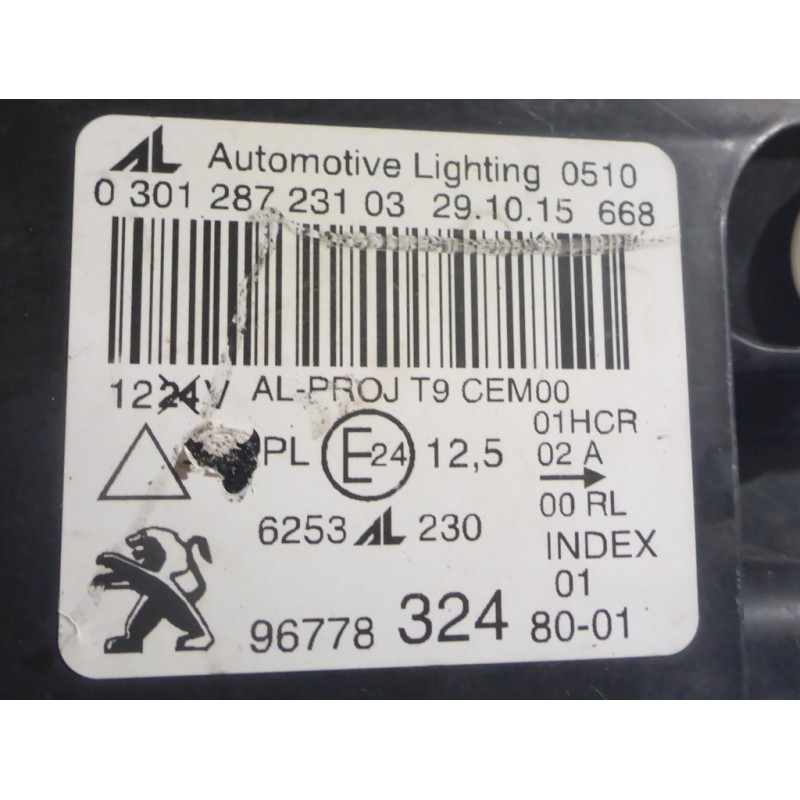 AL Automotive Lighting 0510
0 301 287 231 03 29.10.15 668
1224V AL-PROJ T9 CEM00
01HCR
PL E24 12,5 02 A
00 RL
6253 AL 230 INDEX
01
96778 324 80-01